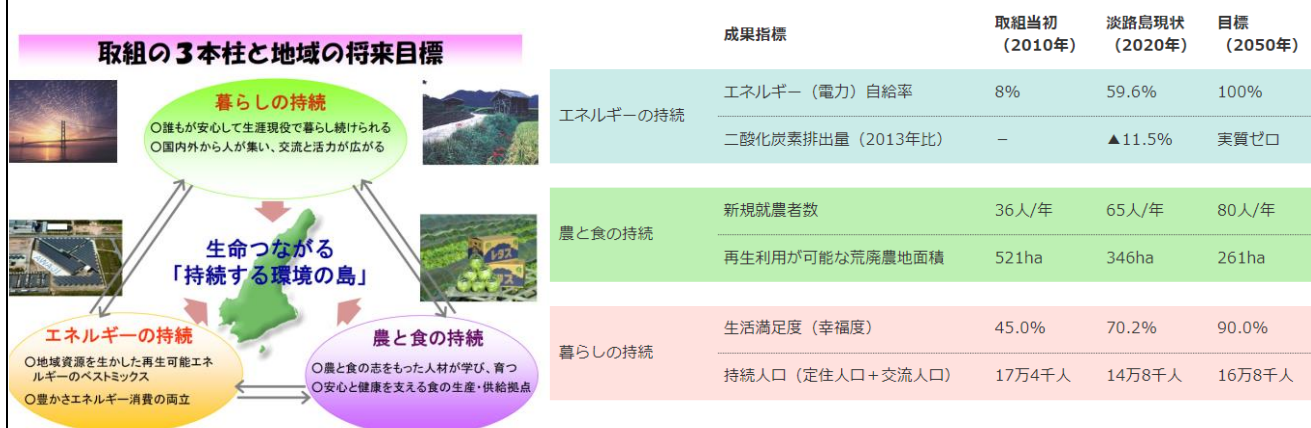 取組の3本柱と地域の将来目標
暮らしの持続
○誰もが安心して生涯現役で暮らし続けられる
○国内外から人が集い、交流と活力が広がる
生命つながる
「持続する環境の島」
エネルギーの持続
○地域資源を生かした再生可能エネ
ルギーのベストミックス
○豊かさエネルギー消費の両立
農と食の持続
○農と食の志をもった人材が学び、育つ
○安心と健康を支える食の生産・供給拠点
レタス
成果指標 取組当初（2010年） 淡路島現状（2020年） 目標（2050年）
エネルギーの持続
エネルギー（電力）自給率 8% 59.6% 100%
二酸化炭素排出量（2013年比） − ▲11.5% 実質ゼロ
農と食の持続
新規就農者数 36人/年 65人/年 80人/年
再生利用が可能な荒廃農地面積 521ha 346ha 261ha
暮らしの持続
生活満足度（幸福度） 45.0% 70.2% 90.0%
持続人口（定住人口＋交流人口） 17万4千人 14万8千人 16万8千人